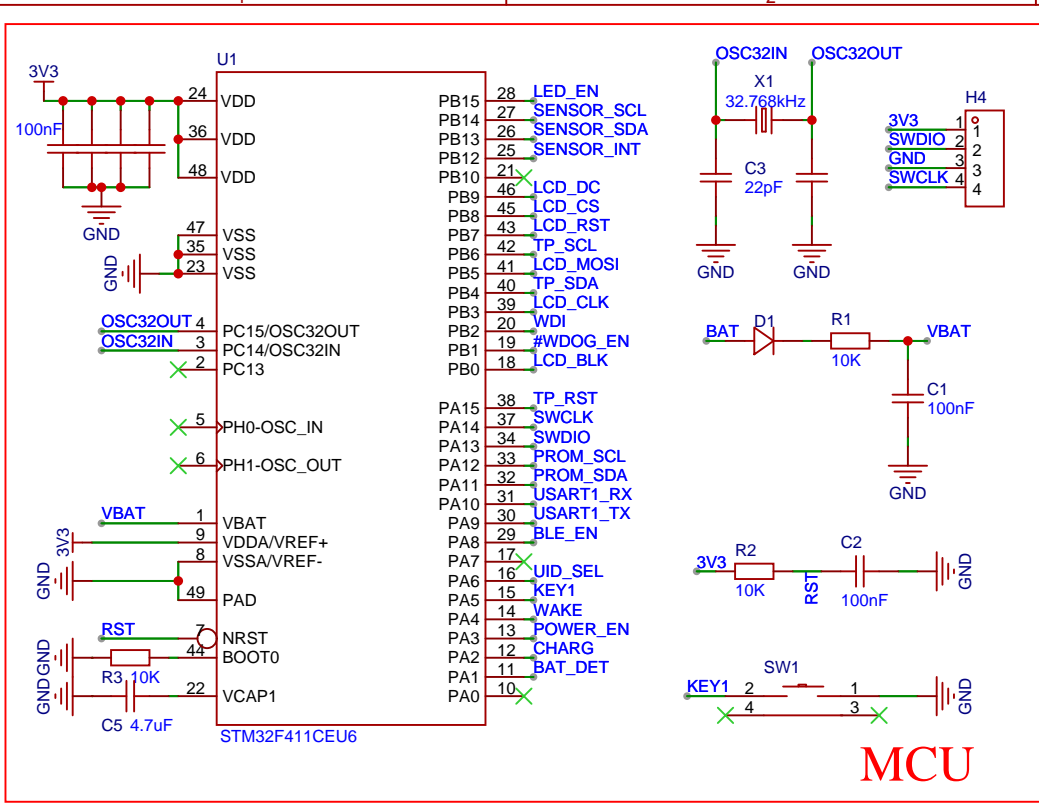 2
U1
3V3
100nF
GND
24 VDD
36 VDD
48 VDD
47 VSS
35 VSS
23 VSS
GND
OSC32OUT 4 PC15/OSC32OUT
OSC32IN 3 PC14/OSC32IN
2 PC13
5 PH0-OSC_IN
6 PH1-OSC_OUT
VBAT 1 VBAT
3V3 9 VDDA/VREF+
8 VSSA/VREF-
GND
49 PAD
RST 7 NRST
GND 44 BOOT0
R3 10K
GND 22 VCAP1
C5 4.7uF
STM32F411CEU6
PB15 28 LED_EN
PB14 27 SENSOR_SCL
PB13 26 SENSOR_SDA
PB12 25 SENSOR_INT
PB10 21
PB9 46 LCD_DC
PB8 45 LCD_CS
PB7 43 LCD_RST
PB6 42 TP_SCL
PB5 41 LCD_MOSI
PB4 40 TP_SDA
PB3 39 LCD_CLK
PB2 20 WDI
PB1 19 #WDOG_EN
PB0 18 LCD_BLK
PA15 38 TP_RST
PA14 37 SWCLK
PA13 34 SWDIO
PA12 33 PROM_SCL
PA11 32 PROM_SDA
PA10 31 USART1_RX
PA9 30 USART1_TX
PA8 29 BLE_EN
PA7 17
PA6 16 UID_SEL
PA5 15 KEY1
PA4 14 WAKE
PA3 13 POWER_EN
PA2 12 CHARG
PA1 11 BAT_DET
PA0 10
OSC32IN OSC32OUT
X1
32.768kHz
C3
22pF
GND GND
H4
3V3 1 1
SWDIO 2 2
GND 3 3
SWCLK 4 4
BAT D1 R1 VBAT
10K
C1
100nF
GND
3V3 R2 RST C2 GND
10K 100nF
SW1
KEY1 2 1 GND
4 3
MCU